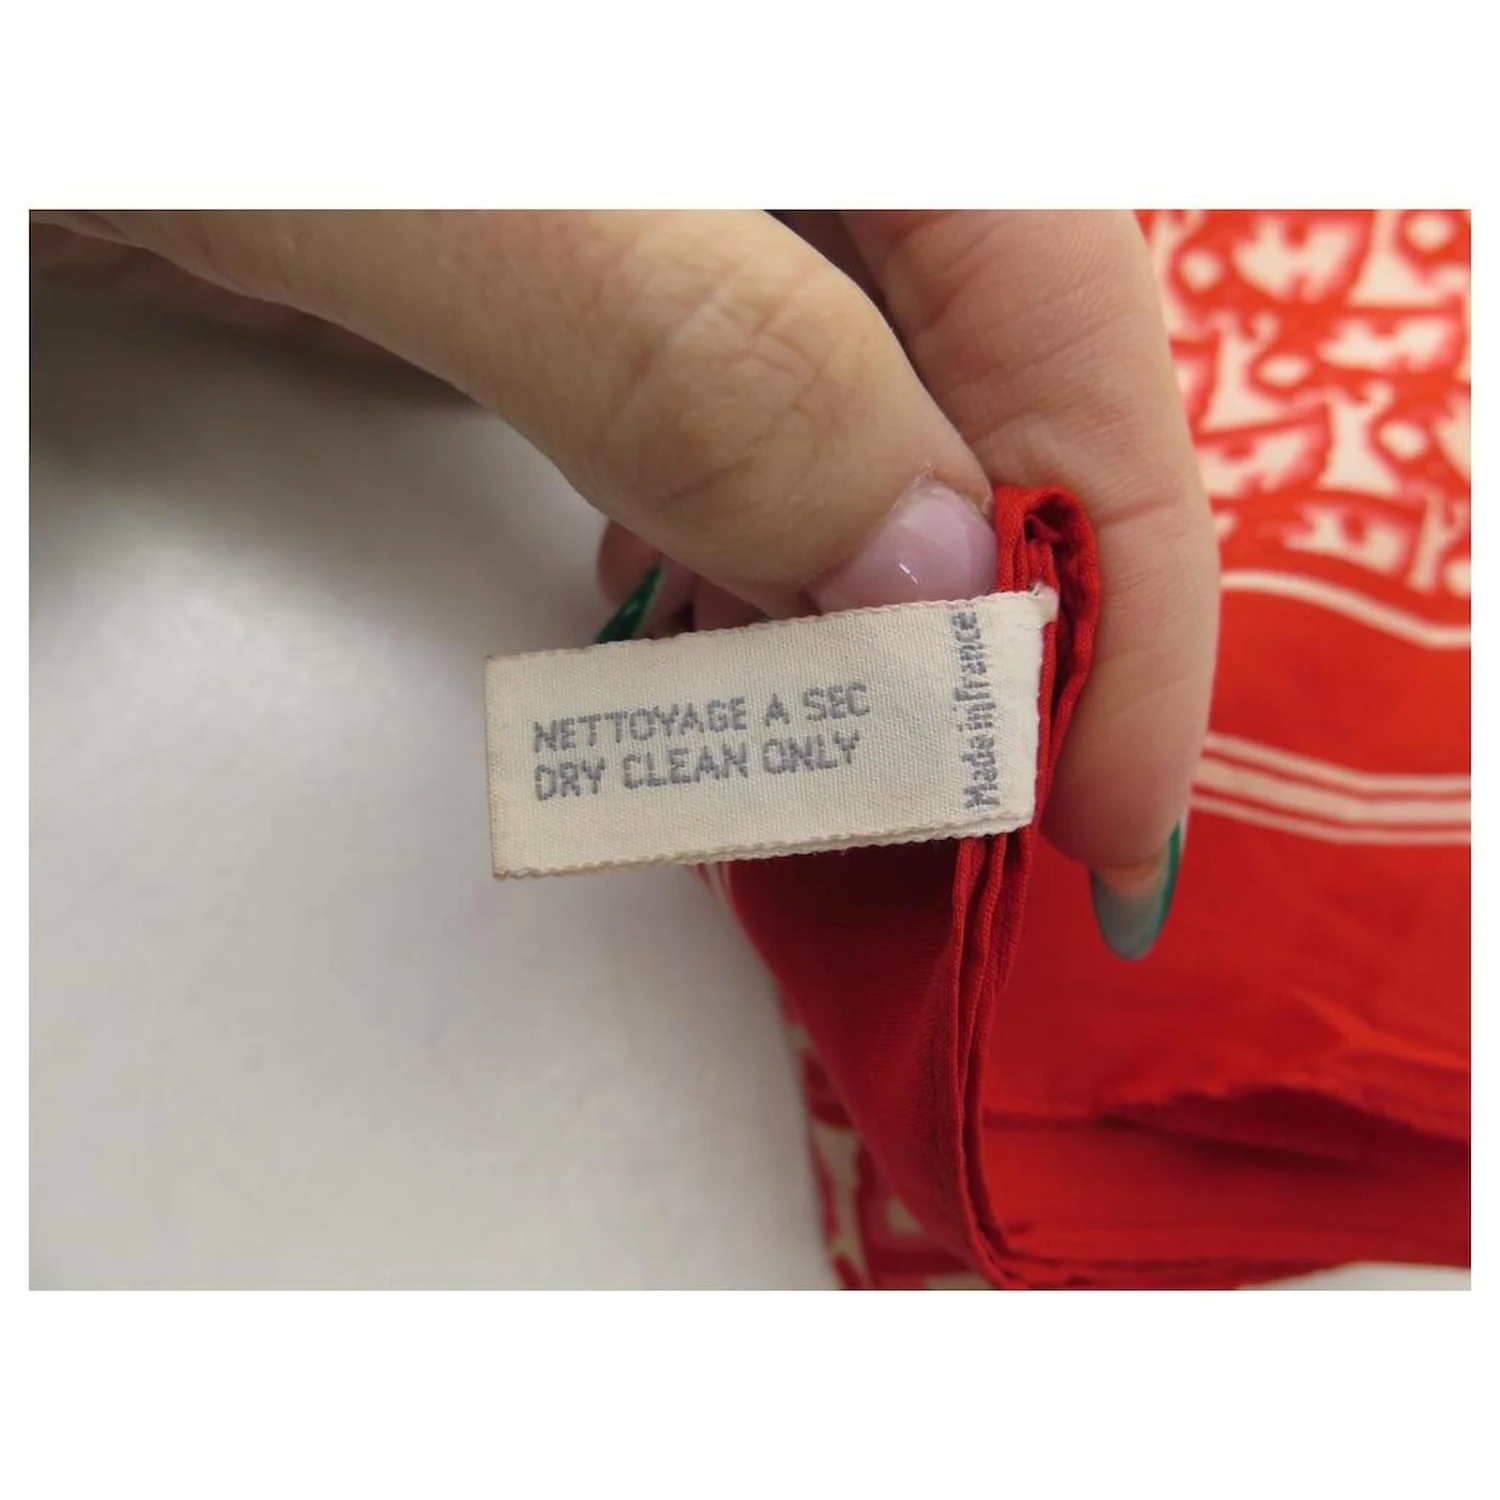 NETTOYAGE A SEC
DRY CLEAN ONLY
Made in France